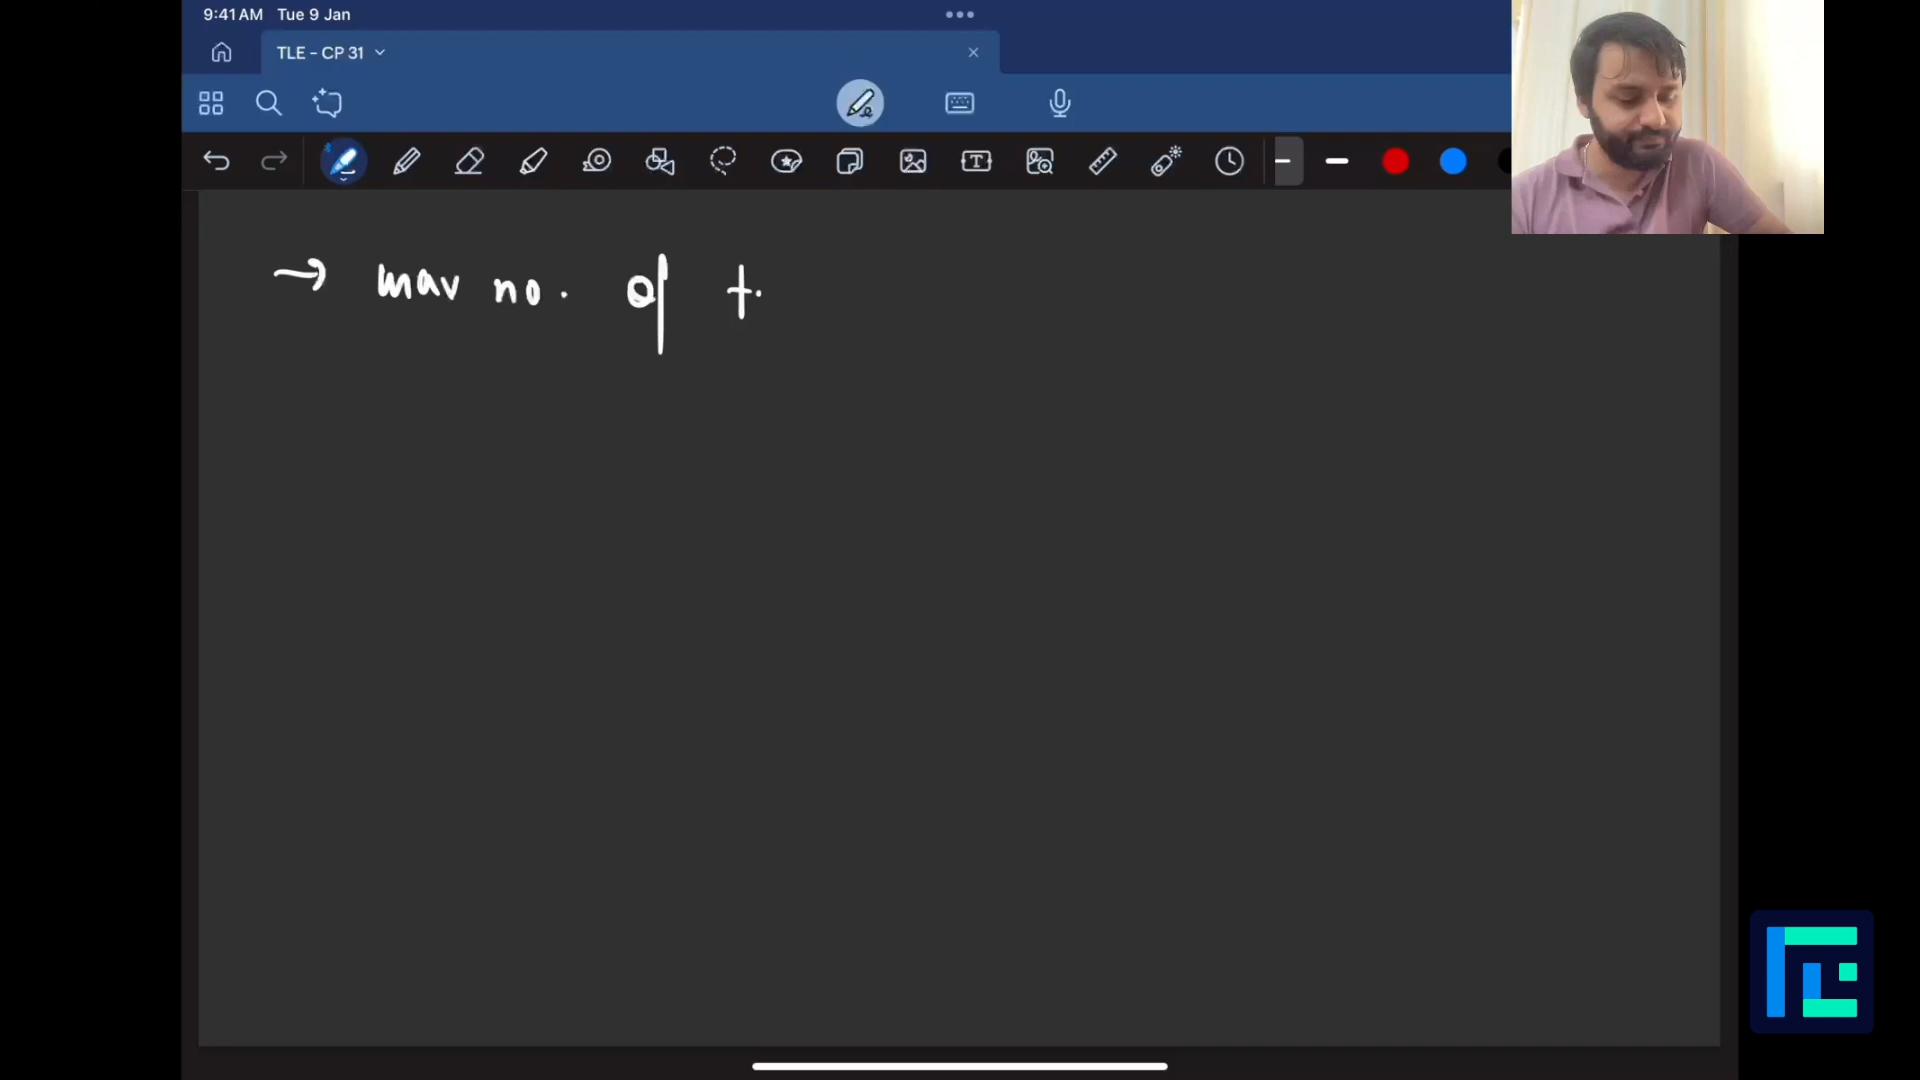 9:41 AM Tue 9 Jan
TLE - CP 31
→ max no. of t.